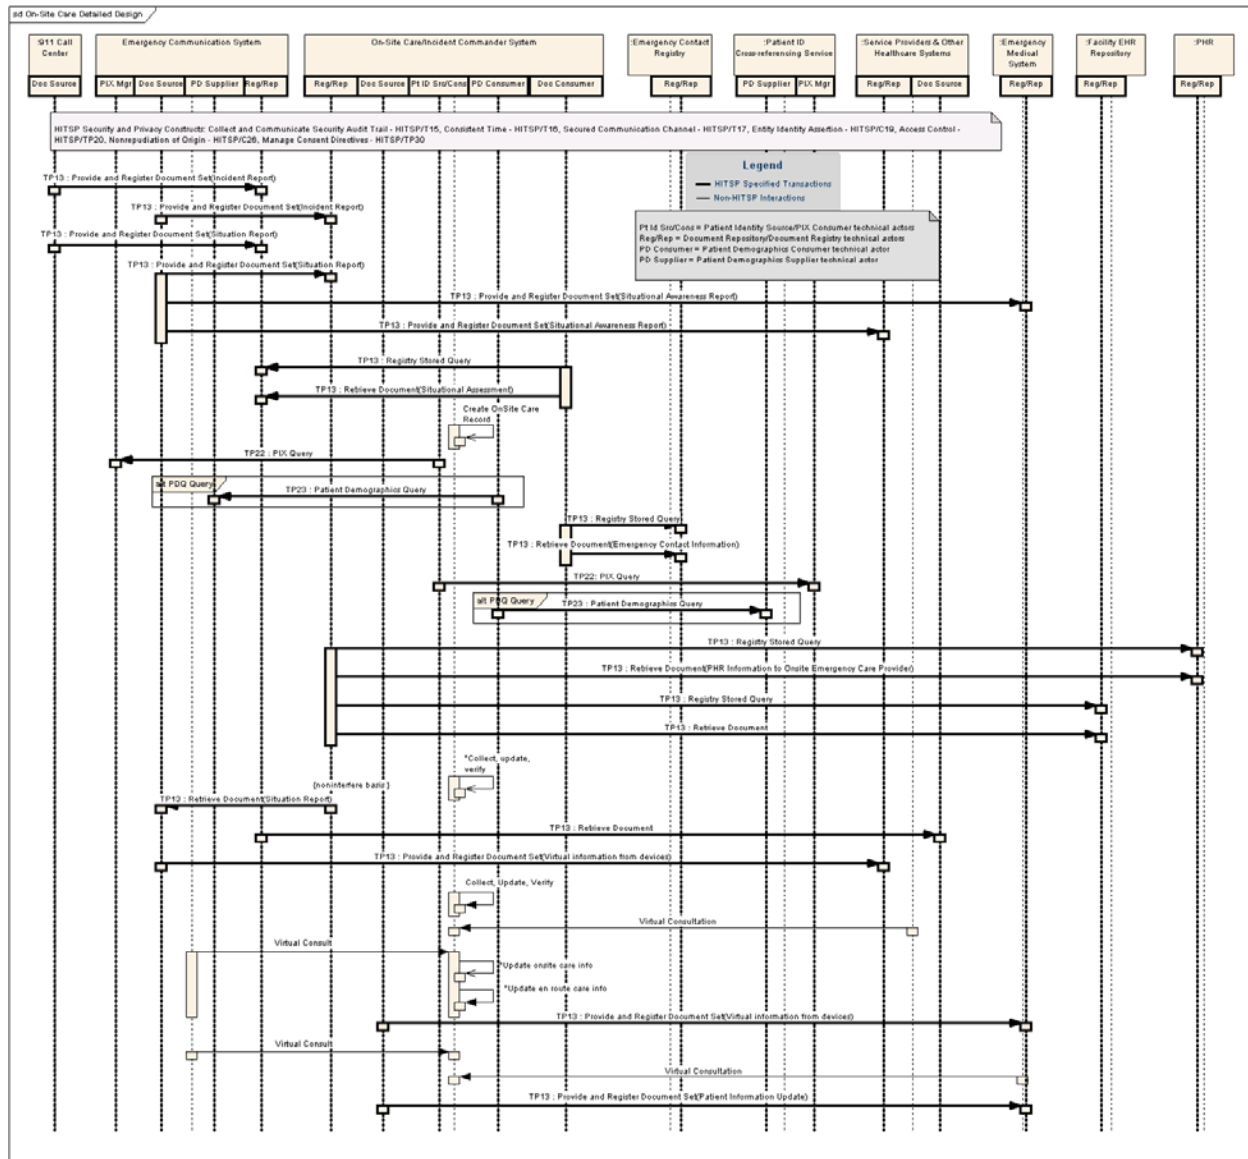 sd On-Site Care Detailed Design
:911 Call
Center
Emergency Communication System
On-Site Care/Incident Commander System
:Emergency Contact
Registry
:Patient ID
Cross-referencing Service
:Service Providers & Other
Healthcare Systems
:Emergency
Medical
System
:Facility EHR
Repository
:PHR
Doc Source
PIX Mgr
Doc Source
PD Supplier
Reg/Rep
Reg/Rep
Doc Source
Pt ID Src/Cons
PD Consumer
Doc Consumer
Reg/Rep
PD Supplier
PIX Mgr
Reg/Rep
Doc Source
Reg/Rep
Reg/Rep
Reg/Rep
HITSP Security and Privacy Constructs: Collect and Communicate Security Audit Trail - HITSP/T15, Consistent Time - HITSP/T16, Secured Communication Channel - HITSP/T17, Entity Identity Assertion - HITSP/C19, Access Control -
HITSP/TP20, Nonrepudiation of Origin - HITSP/C26, Manage Consent Directives - HITSP/TP30
Legend
HITSP Specified Transactions
Non-HITSP Interactions
Pt Id Src/Cons = Patient Identity Source/PIX Consumer technical actors
Reg/Rep = Document Repository/Document Registry technical actors
PD Consumer = Patient Demographics Consumer technical actor
PD Supplier = Patient Demographics Supplier technical actor
TP13 : Provide and Register Document Set(Incident Report)
TP13 : Provide and Register Document Set(Incident Report)
TP13 : Provide and Register Document Set(Situation Report)
TP13 : Provide and Register Document Set(Situation Report)
TP13 : Provide and Register Document Set(Situational Awareness Report)
TP13 : Provide and Register Document Set(Situational Awareness Report)
TP13 : Registry Stored Query
TP13 : Retrieve Document(Situational Assessment)
Create OnSite Care
Record
TP22 : PIX Query
alt PDQ Query
TP23 : Patient Demographics Query
TP13 : Registry Stored Query
TP13 : Retrieve Document(Emergency Contact Information)
TP22: PIX Query
alt PDQ Query
TP23 : Patient Demographics Query
TP13 : Registry Stored Query
TP13 : Retrieve Document(PHR Information to Onsite Emergency Care Provider)
TP13 : Registry Stored Query
TP13 : Retrieve Document
*Collect, update,
verify
{noninterfere basis}
TP13 : Retrieve Document(Situation Report)
TP13 : Retrieve Document
TP13 : Provide and Register Document Set(Virtual information from devices)
Collect, Update, Verify
Virtual Consultation
Virtual Consult
*Update onsite care info
*Update en route care info
TP13 : Provide and Register Document Set(Virtual information from devices)
Virtual Consult
Virtual Consultation
TP13 : Provide and Register Document Set(Patient Information Update)